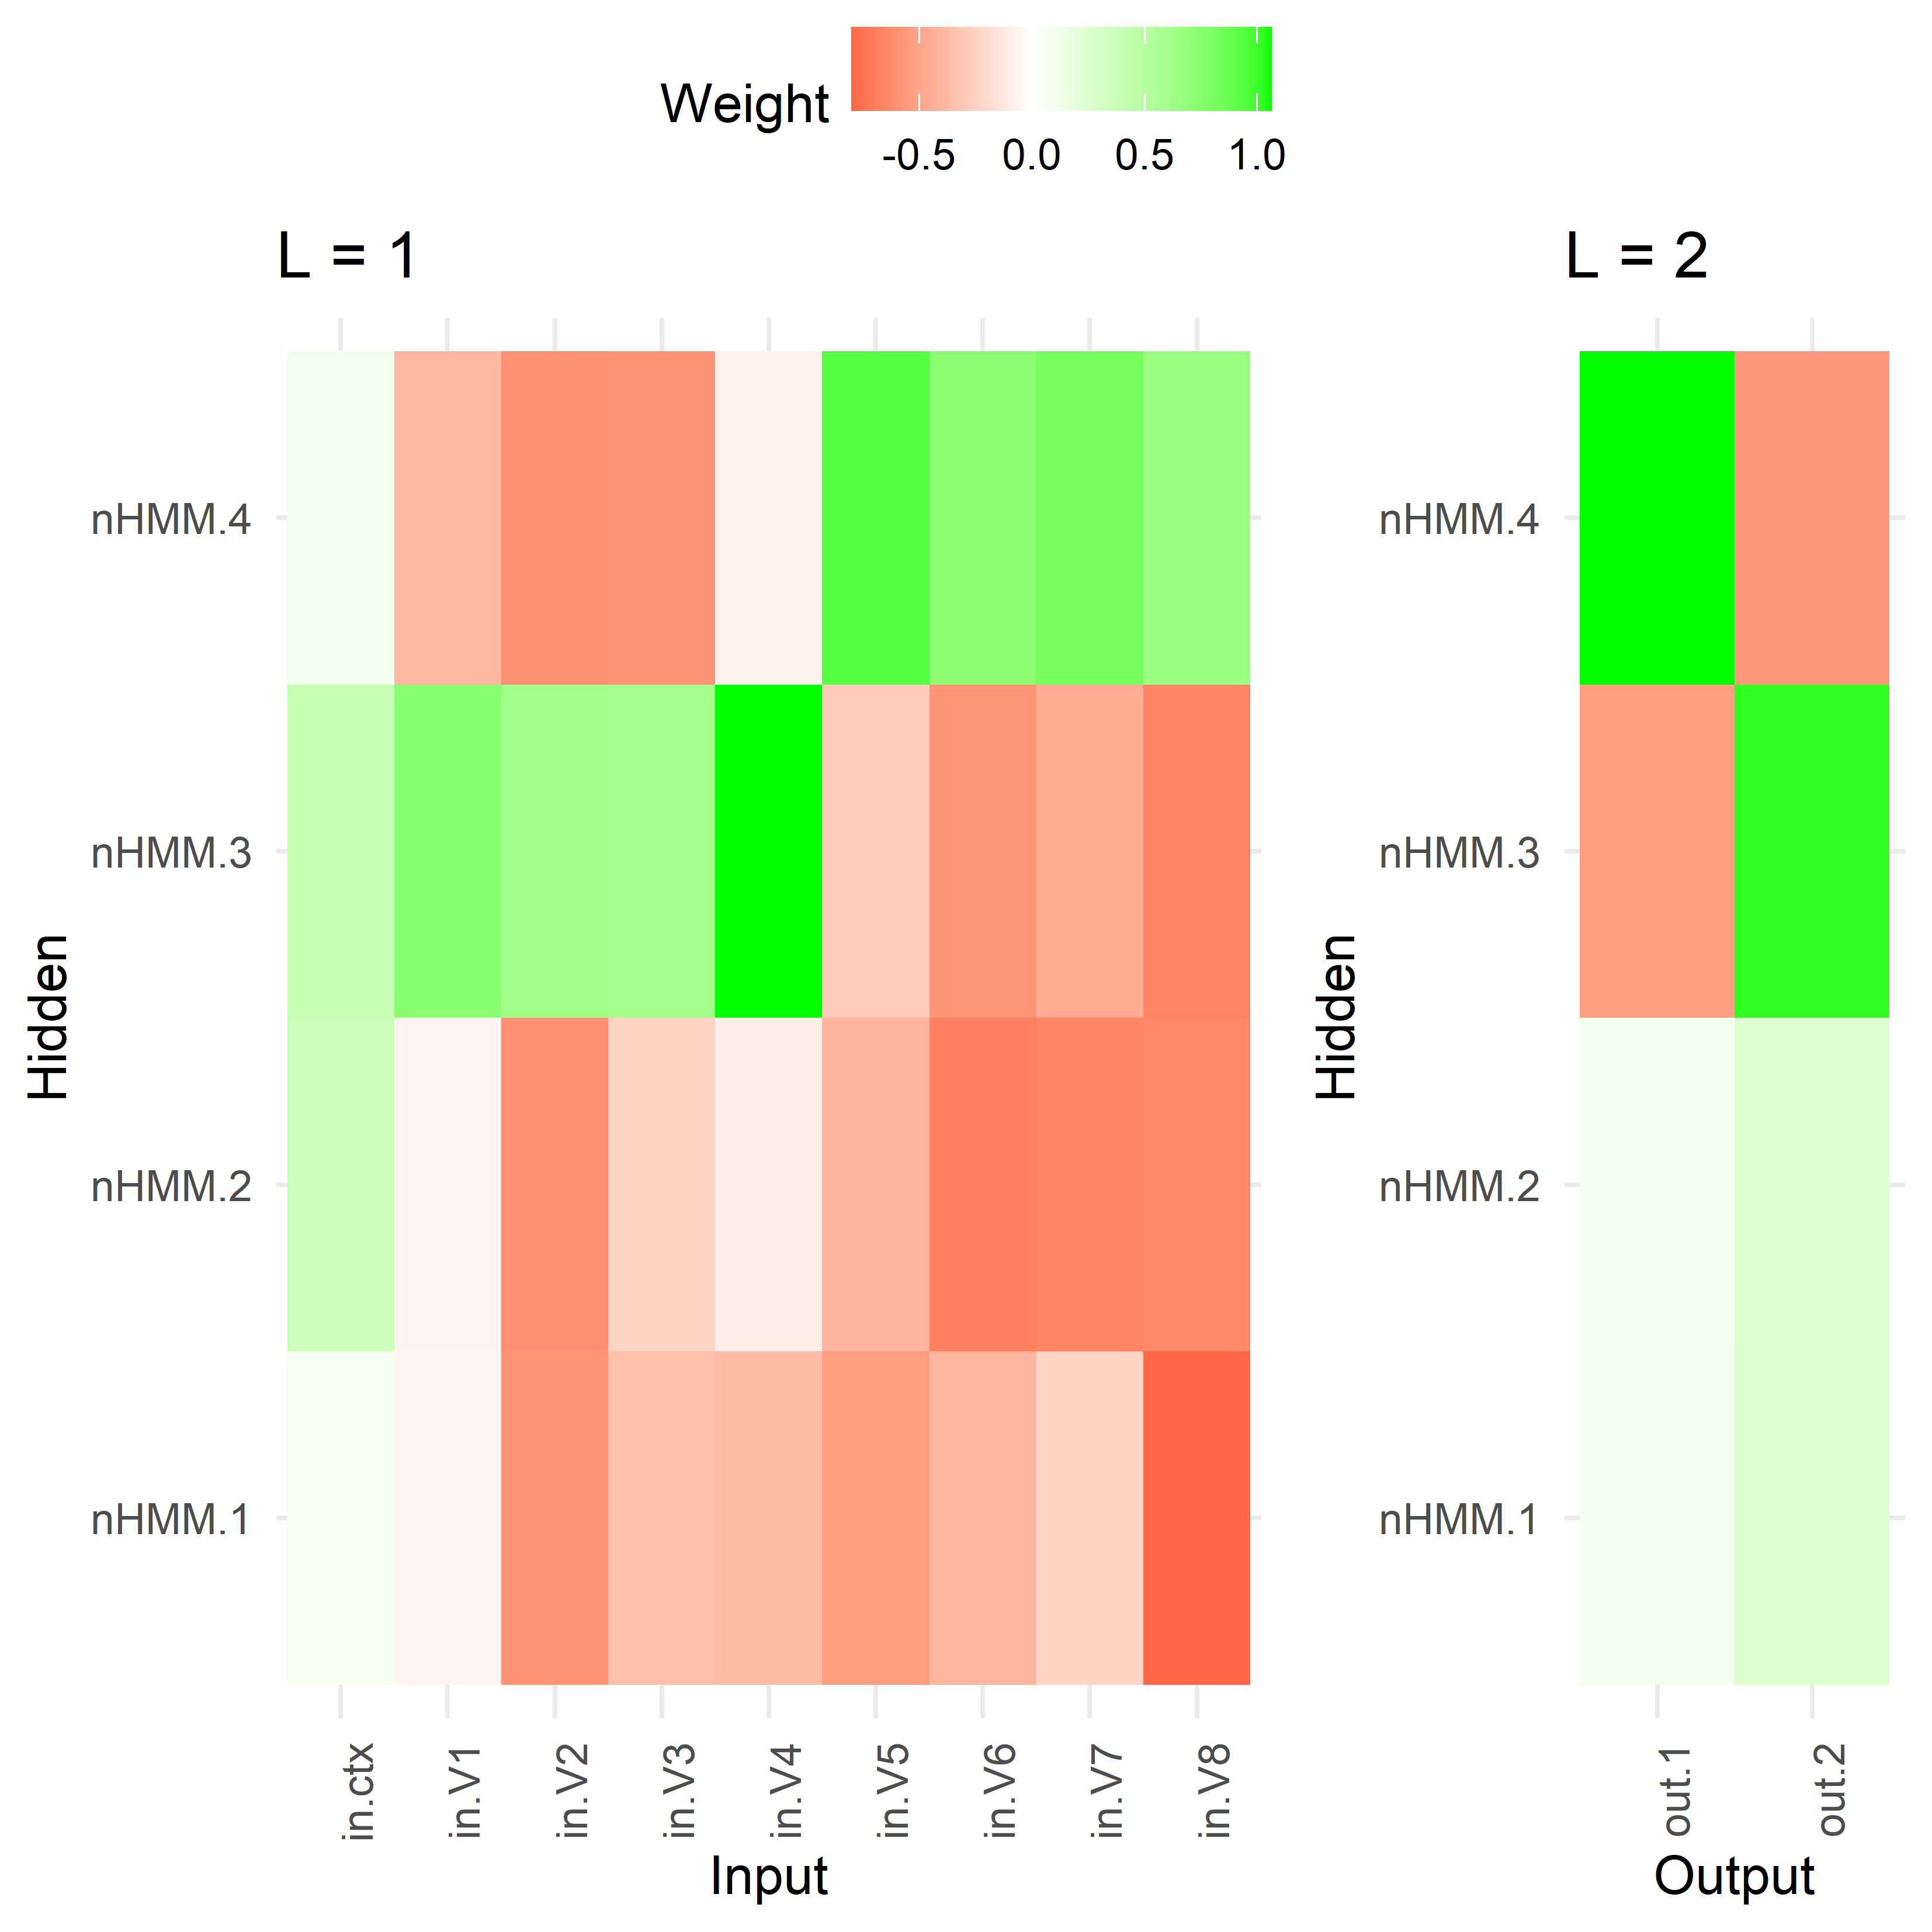 Weight
-0.5 0.0 0.5 1.0
L = 1
nHMM.4
nHMM.3
nHMM.2
nHMM.1
Hidden
in.ctx in.V1 in.V2 in.V3 in.V4 in.V5 in.V6 in.V7 in.V8
Input
L = 2
nHMM.4
nHMM.3
nHMM.2
nHMM.1
Hidden
out.1 out.2
Output